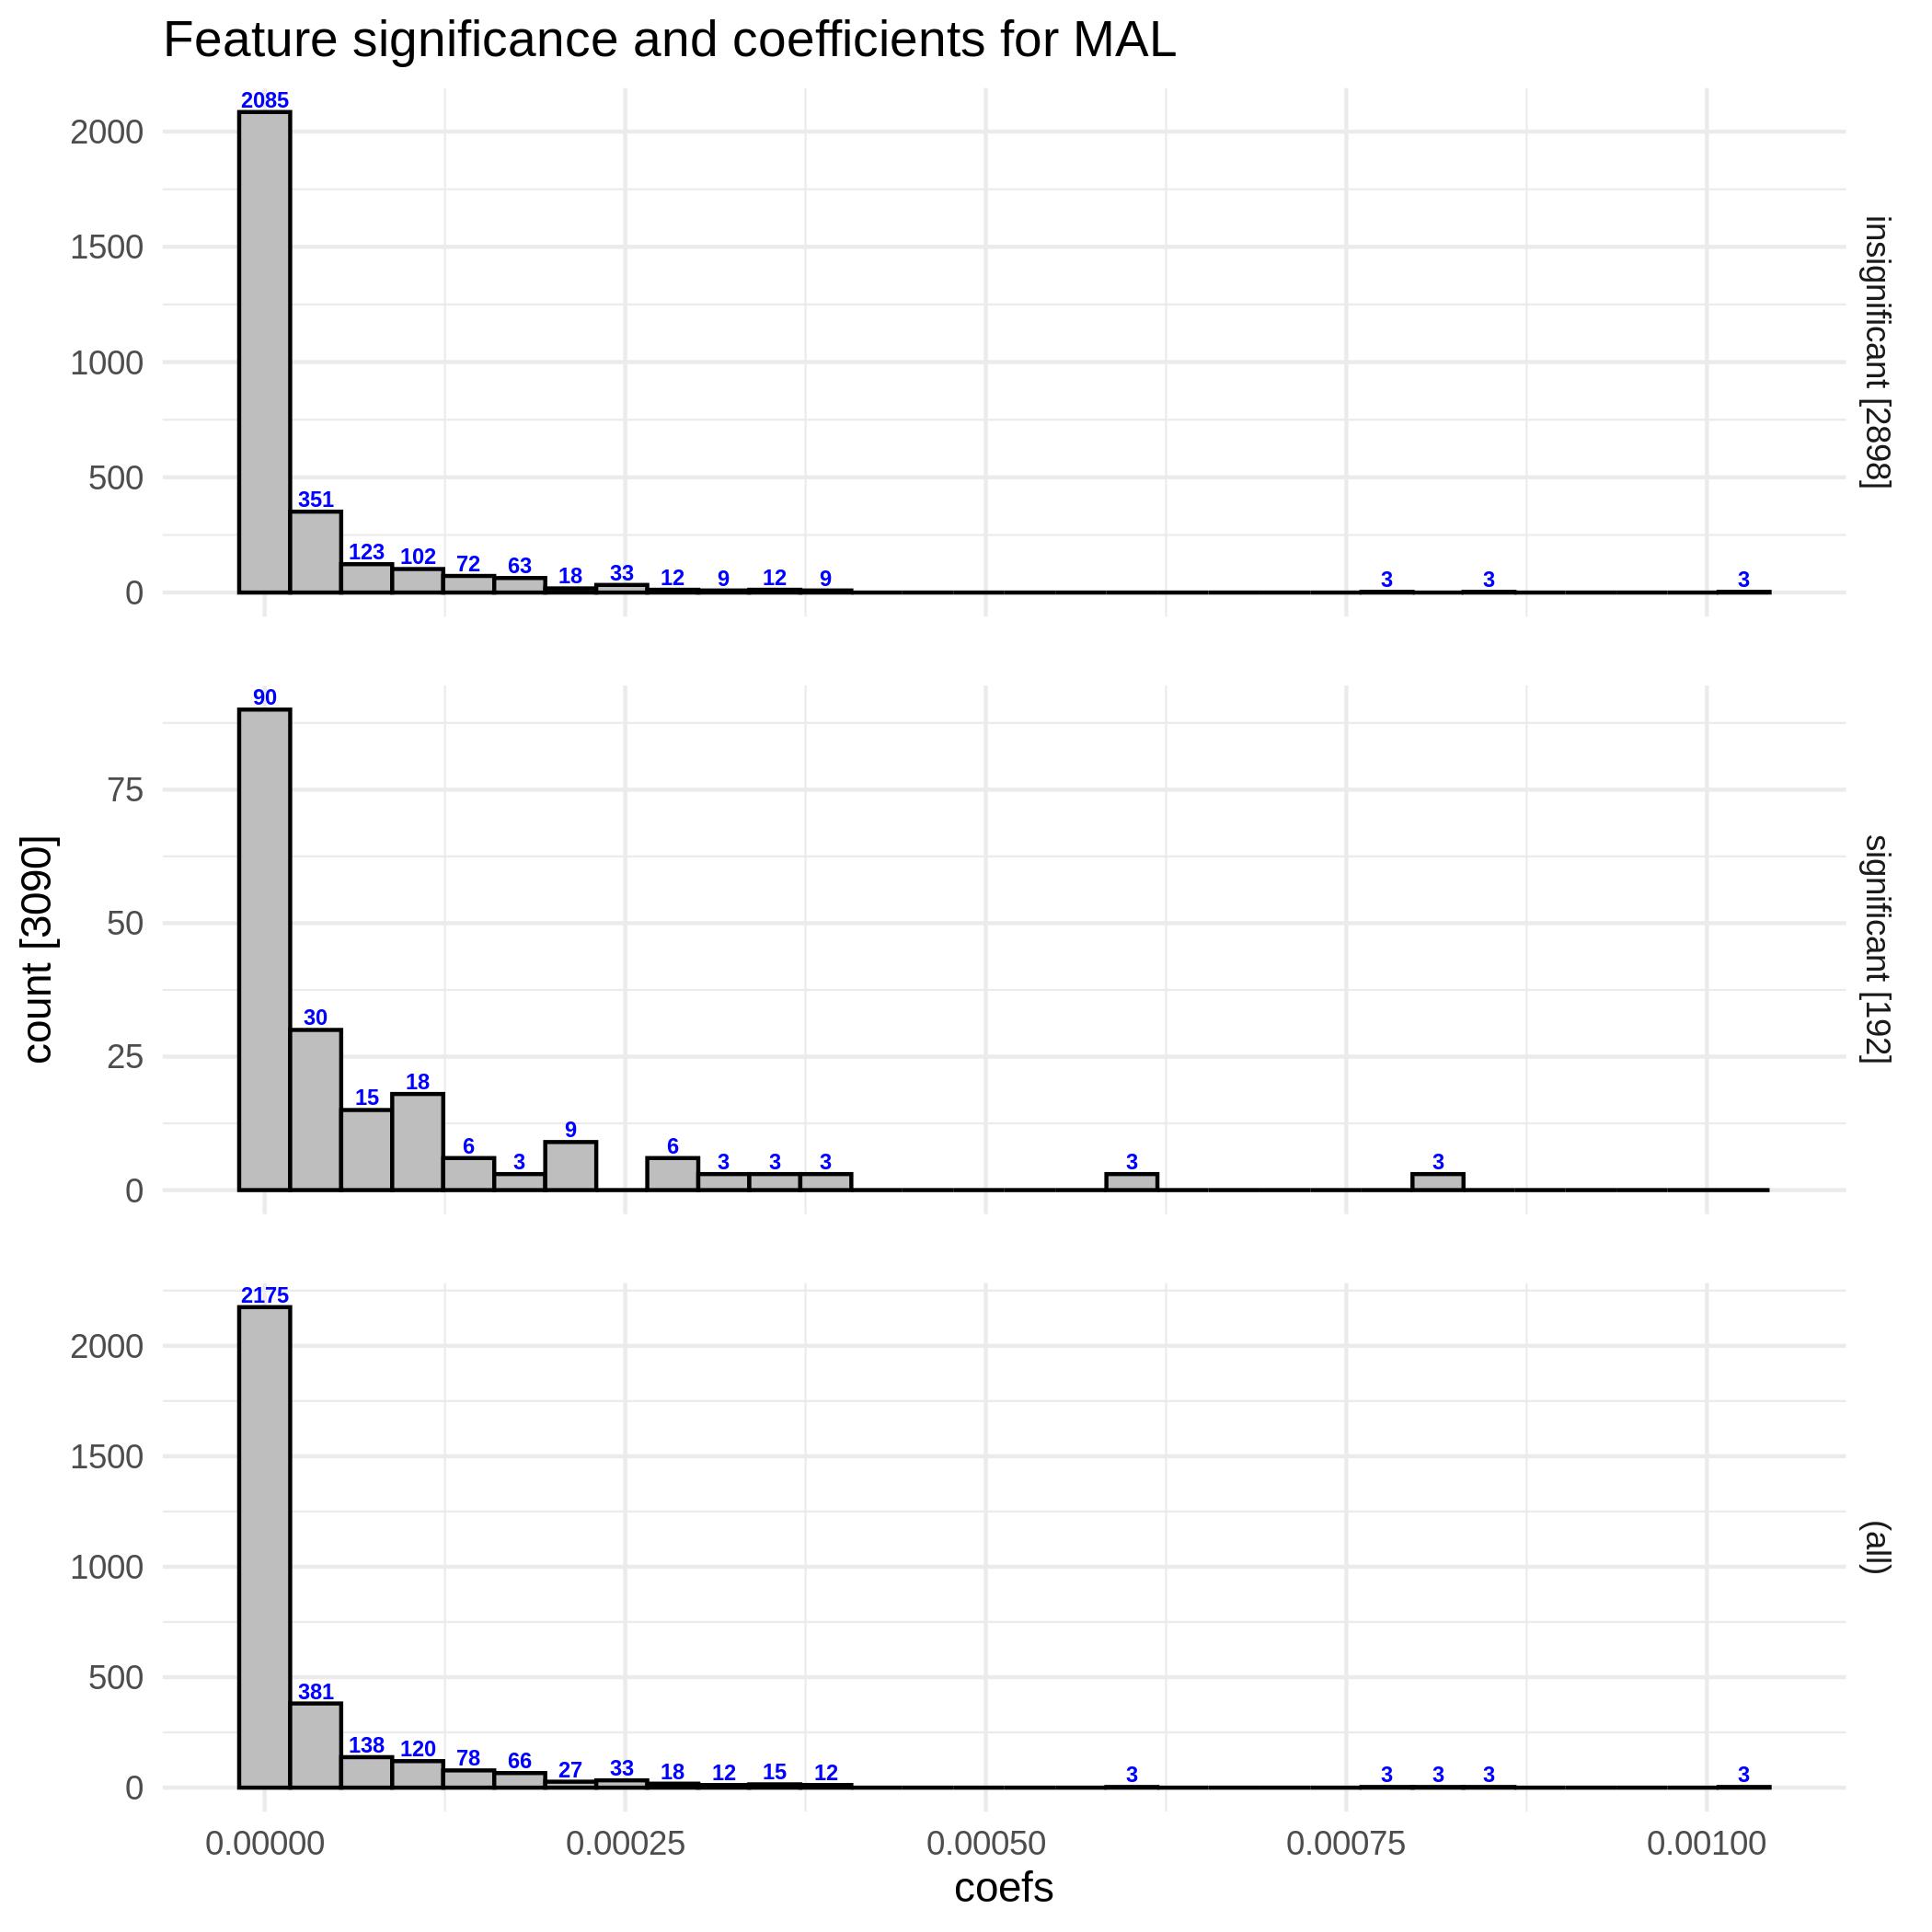 Feature significance and coefficients for MAL
2085
2000
1500
1000
500
351
123 102 72 63 18 33 12 9 12 9 3 3 3
0
insignificant [2898]
90
75
50
30
25
15 18 6 3 9 6 3 3 3 3 3
0
significant [192]
count [3090]
2175
2000
1500
1000
500
381
138 120 78 66 27 33 18 12 15 12 3 3 3 3 3
0
(all)
0.00000 0.00025 0.00050 0.00075 0.00100
coefs